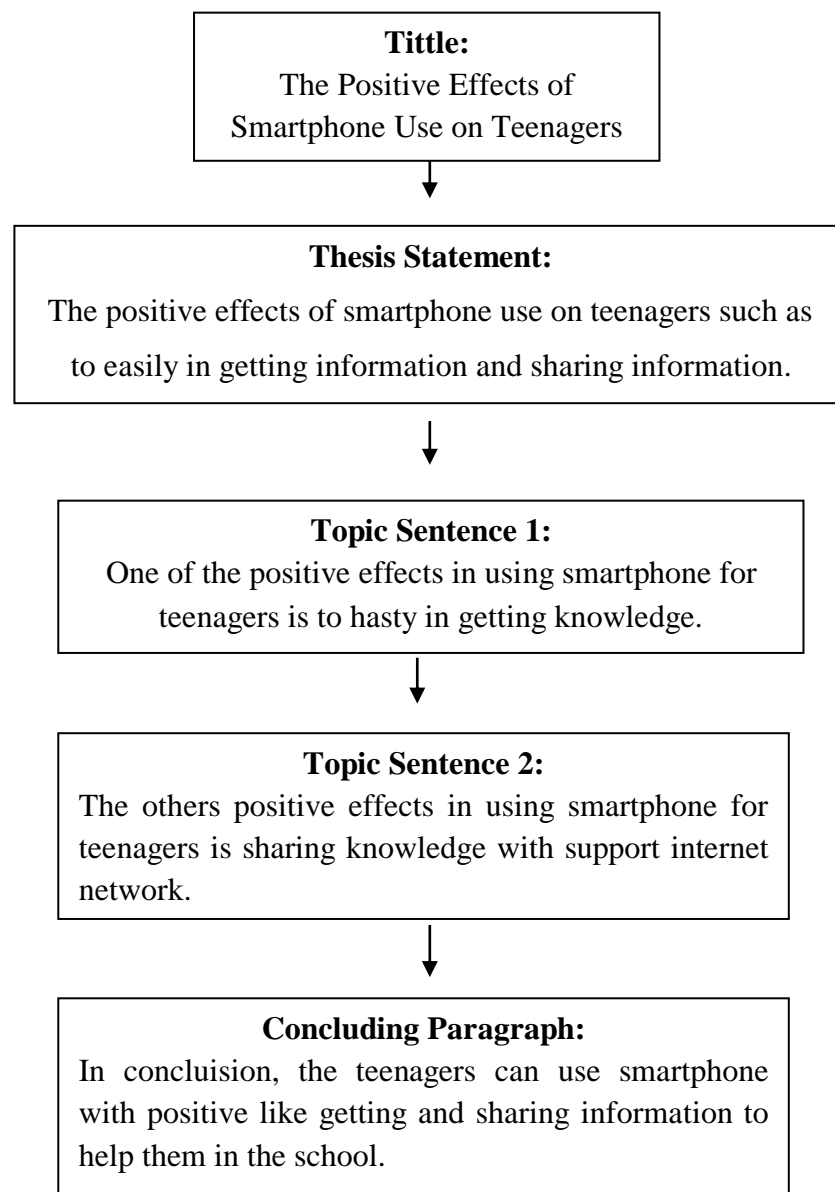 Tittle:
The Positive Effects of
Smartphone Use on Teenagers
Thesis Statement:
The positive effects of smartphone use on teenagers such as
to easily in getting information and sharing information.
Topic Sentence 1:
One of the positive effects in using smartphone for
teenagers is to hasty in getting knowledge.
Topic Sentence 2:
The others positive effects in using smartphone for
teenagers is sharing knowledge with support internet
network.
Concluding Paragraph:
In concluision, the teenagers can use smartphone
with positive like getting and sharing information to
help them in the school.